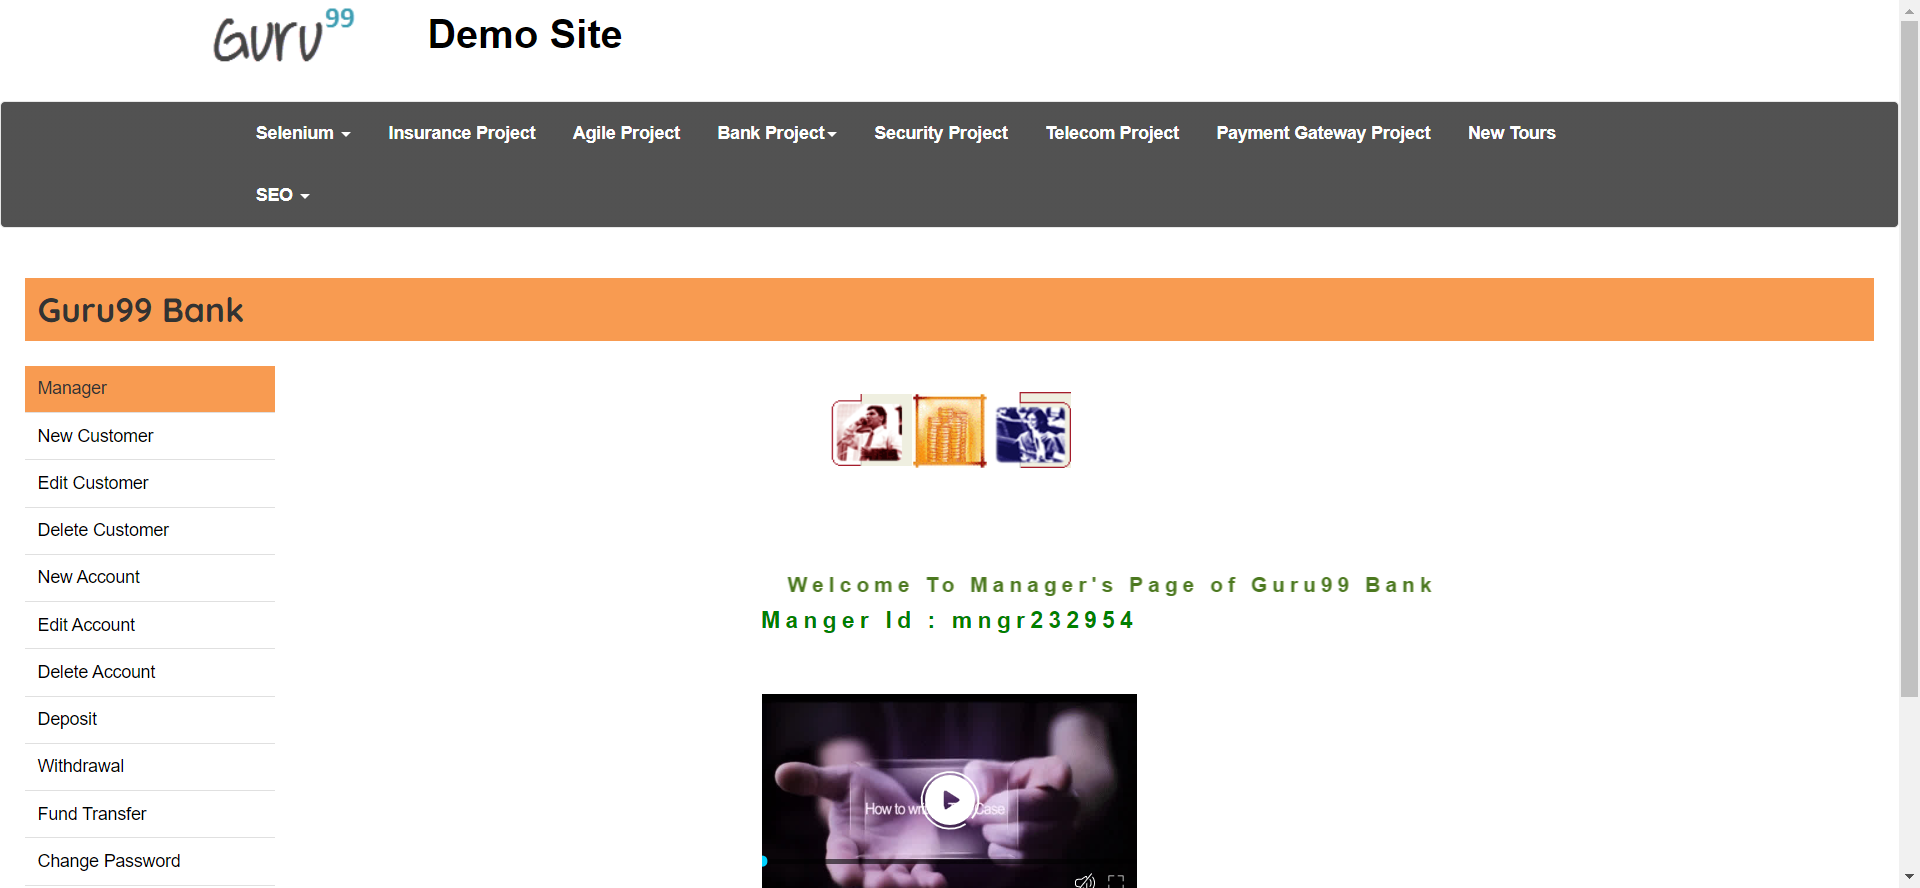 Guru99
Demo Site
Selenium
Insurance Project
Agile Project
Bank Project
Security Project
Telecom Project
Payment Gateway Project
New Tours
SEO
Guru99 Bank
Manager
New Customer
Edit Customer
Delete Customer
New Account
Edit Account
Delete Account
Deposit
Withdrawal
Fund Transfer
Change Password
Welcome To Manager's Page of Guru99 Bank
Manger Id : mngr232954
How to Case